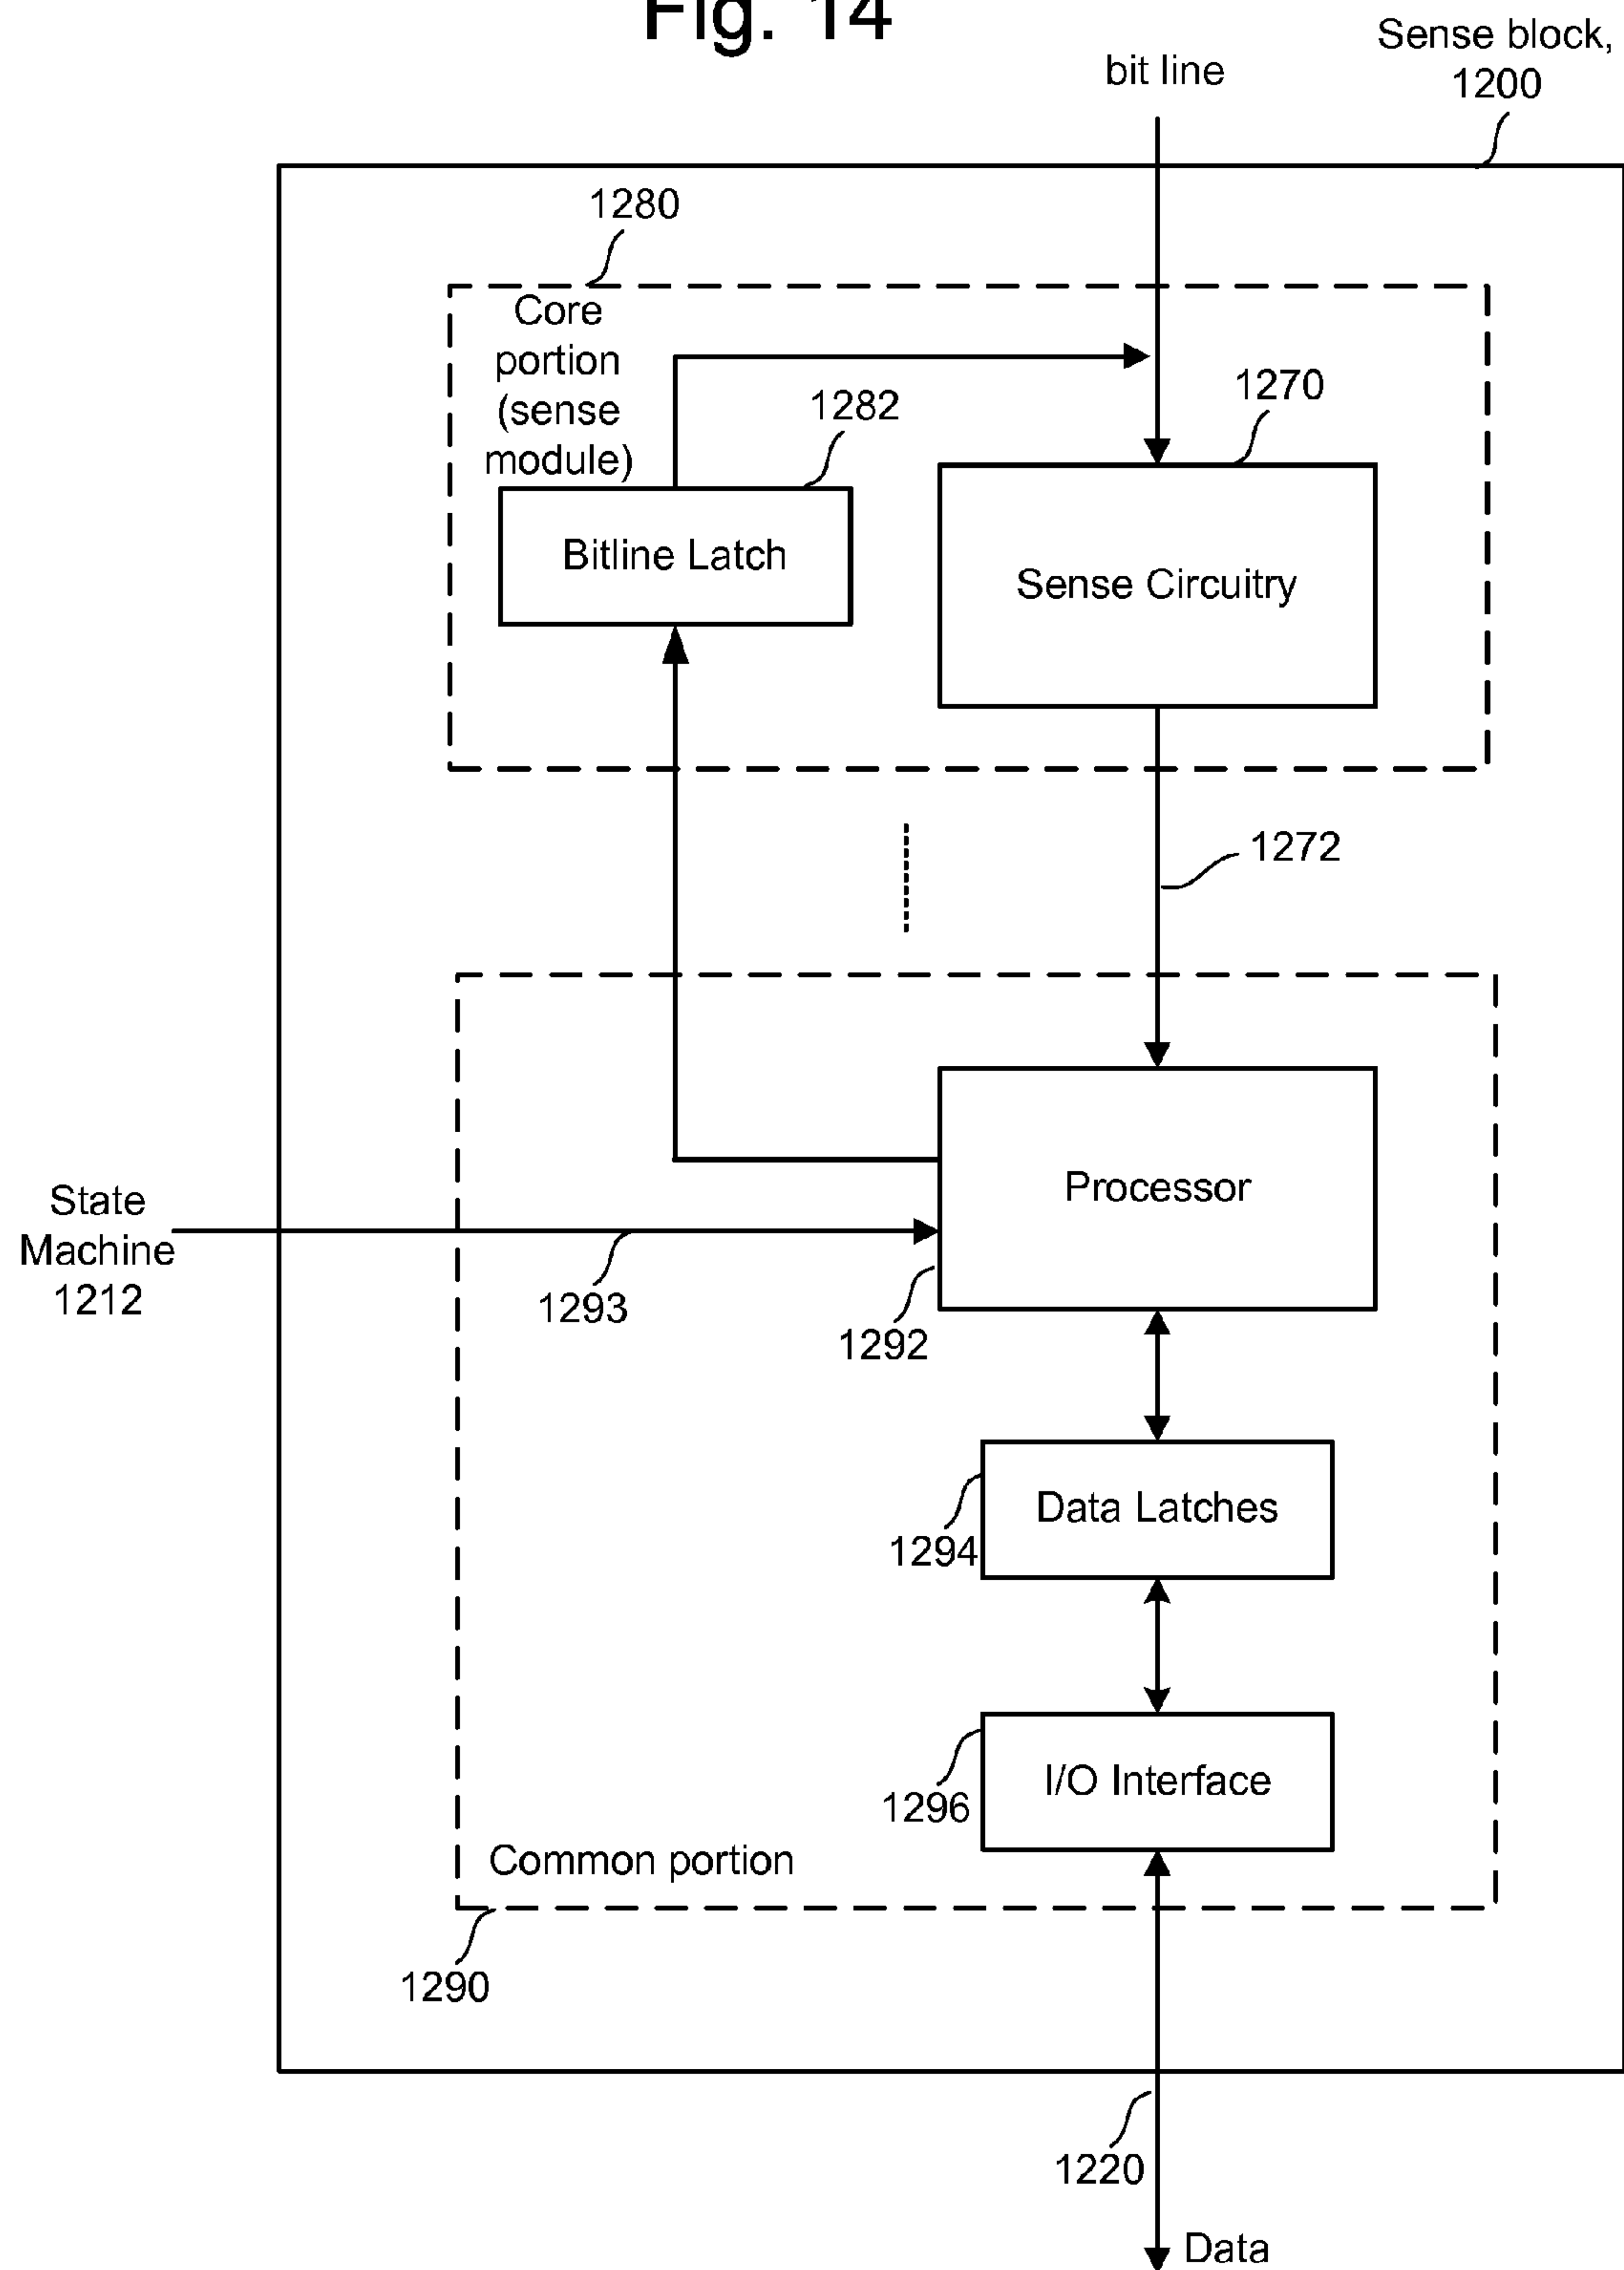 Fig. 14
Sense block,
1200
bit line
1280
Core
portion
(sense
module)
1282
1270
Bitline Latch
Sense Circuitry
1272
Processor
State
Machine
1212
1293
1292
Data Latches
1294
I/O Interface
1296
Common portion
1290
1220
Data